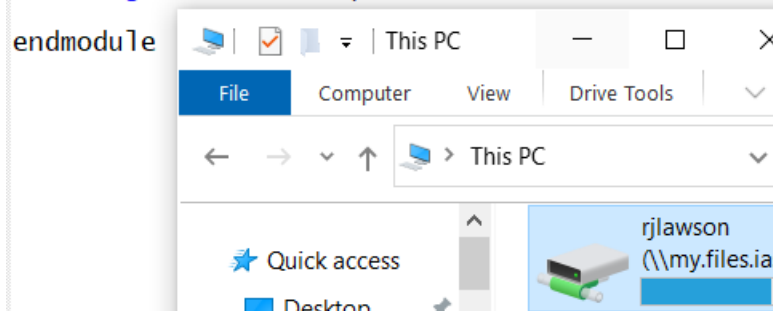 endmodule
This PC
File Computer View Drive Tools
This PC
Quick access
Desktop
rjlawson
(\\my.files.ia